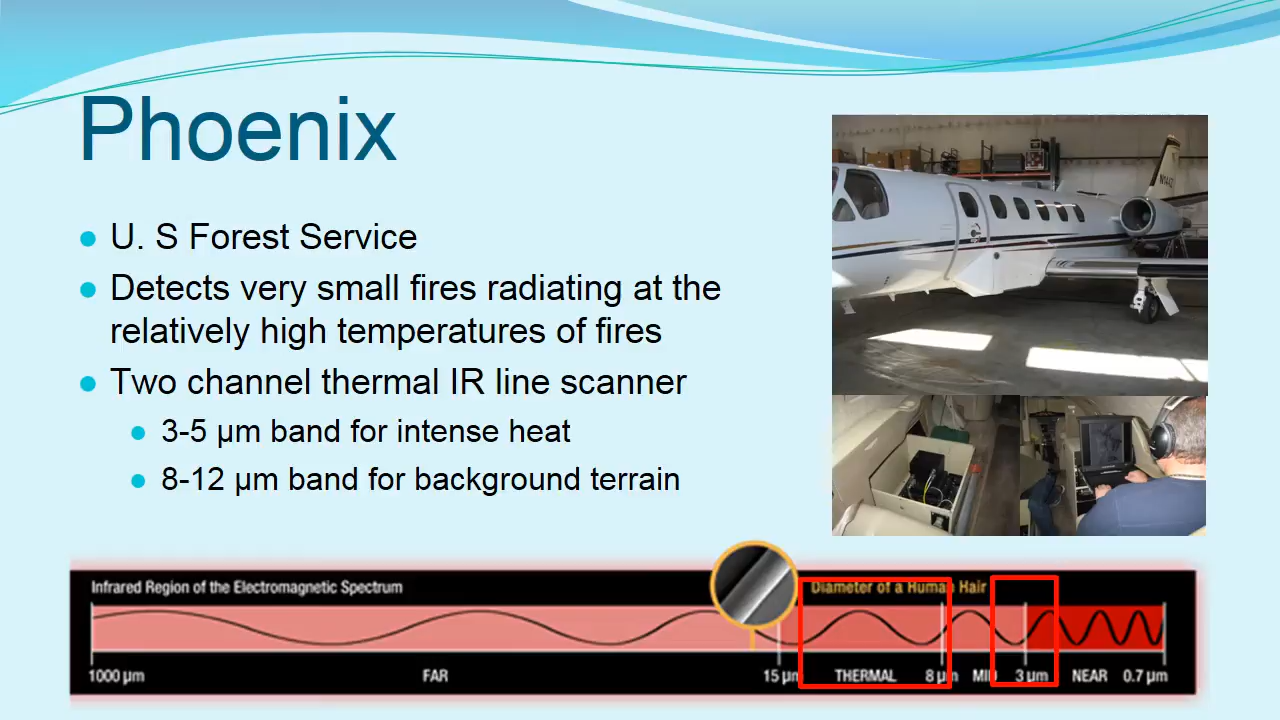 Phoenix
U. S Forest Service
Detects very small fires radiating at the
relatively high temperatures of fires
Two channel thermal IR line scanner
3-5 µm band for intense heat
8-12 µm band for background terrain
Infrared Region of the Electromagnetic Spectrum
Diameter of a Human Hair
1000 µm FAR 15 µm THERMAL 8 µm MID 3 µm NEAR 0.7 µm